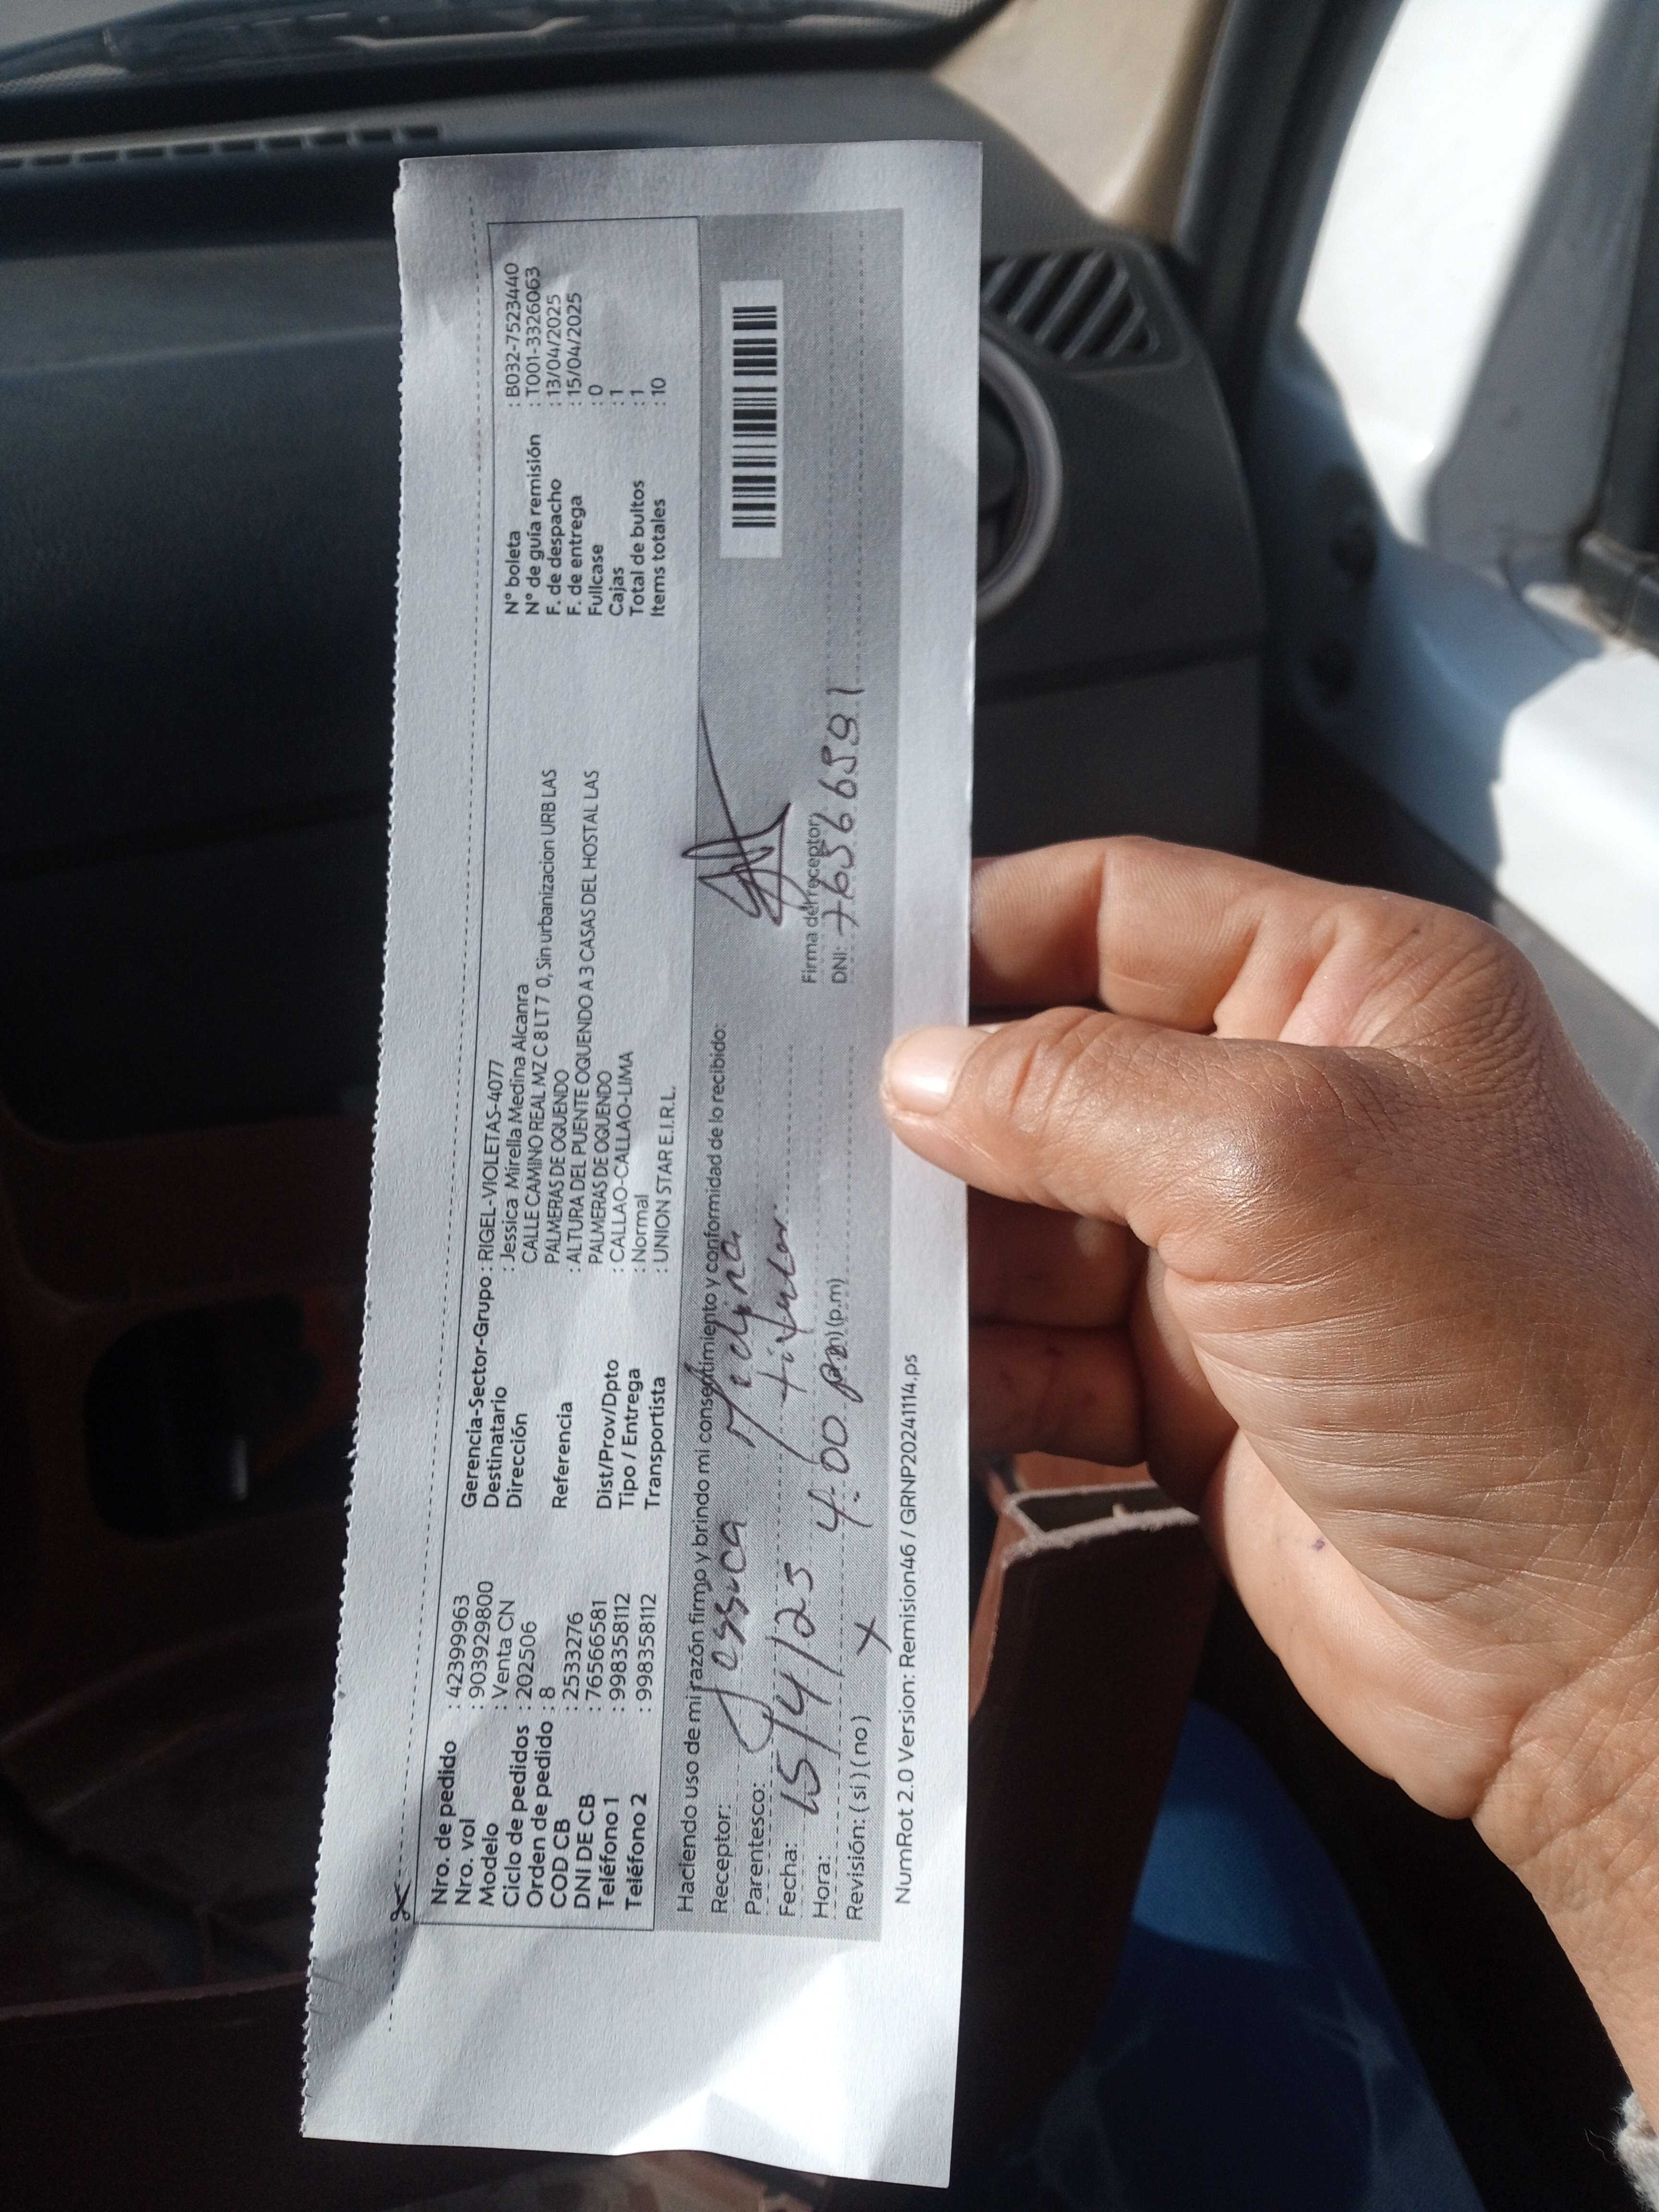 Nro. de pedido : 42399963
Nro. vol : 903929800
Modelo : Venta CN
Ciclo de pedidos : 202506
Orden de pedido : 8
COD CB : 2533276
DNI DE CB : 76566581
Teléfono 1 : 998358112
Teléfono 2 : 998358112
Gerencia-Sector-Grupo : RIGEL-VIOLETAS-4077
Destinatario : Jessica Mirella Medina Alcanra
Dirección CALLE CAMINO REAL MZ C 8 LT 7 0, Sin urbanizacion URB LAS
PALMERAS DE OQUENDO
Referencia : ALTURA DEL PUENTE OQUENDO A 3 CASAS DEL HOSTAL LAS
PALMERAS DE OQUENDO
Dist/Prov/Dpto : CALLAO-CALLAO-LIMA
Tipo / Entrega : Normal
Transportista : UNION STAR E.I.R.L.
N° boleta : B032-7523440
N° de guía remisión : T001-3326063
F. de despacho : 13/04/2025
F. de entrega : 15/04/2025
Fullcase : 0
Cajas : 1
Total de bultos : 1
Items totales : 10
Haciendo uso de mi razón firmo y brindo mi consentimiento y conformidad de lo recibido:
Receptor: Jessica Medina
Parentesco: titular
Fecha: 15/4/25
Hora: 4:00 pm (p.m)
Revisión: ( si ) ( no ) X
Firma del receptor
DNI:
NumRot 2.0 Version: Remision46 / GRNP20241114.ps